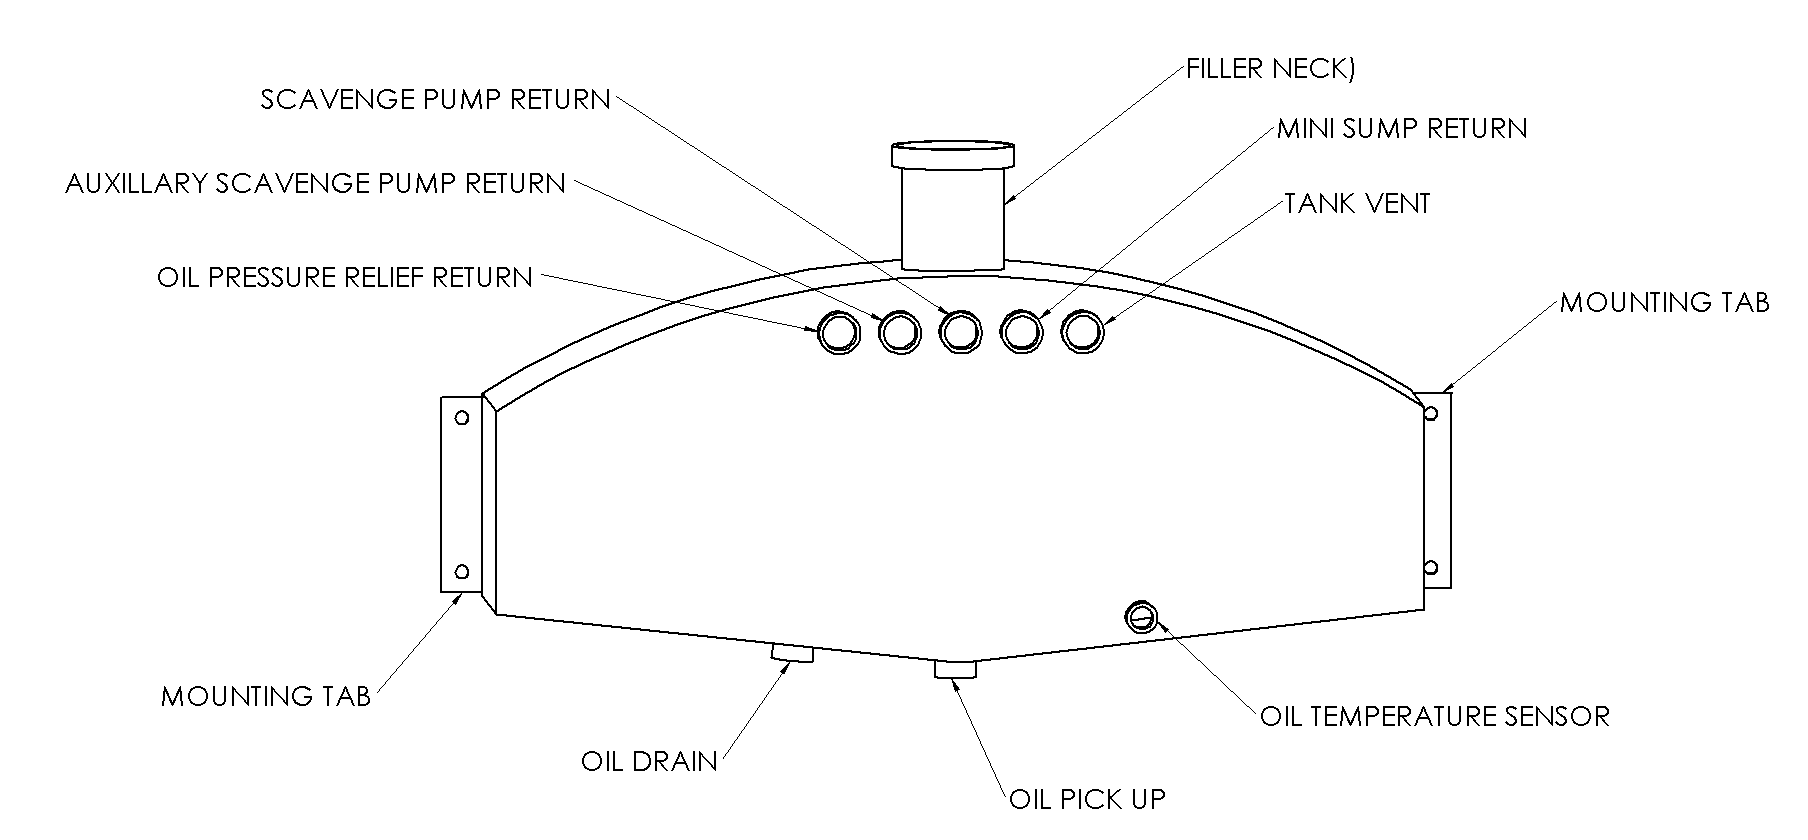 FILLER NECK)
SCAVENGE PUMP RETURN
MINI SUMP RETURN
AUXILLARY SCAVENGE PUMP RETURN
TANK VENT
OIL PRESSURE RELIEF RETURN
MOUNTING TAB
MOUNTING TAB
OIL TEMPERATURE SENSOR
OIL DRAIN
OIL PICK UP